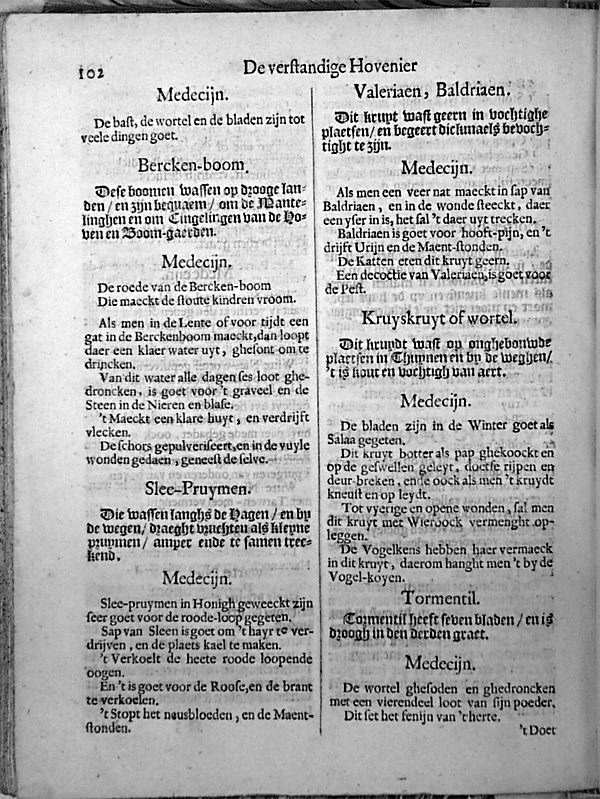 102
De verstandige Hovenier
Medecijn.
De bast, de wortel en de bladen zijn tot
veele dingen goet.
Bercken-boom.
Dese boomen wassen op drooge lan-
den / en zijn bequaem / om de Mante-
linghen en om Tingelingen van de Ho-
ven en Boom-gaerden.
Medecijn.
De roede van de Bercken-boom
Die maeckt de stoute kindren vroom.
Als men in de Lente of voor tijdt een
gat in de Berckenboom maeckt, dan loopt
daer een klaer water uyt, ghesont om te
drincken.
Van dit water alle dagen ses loot ghe-
droncken, is goet voor 't graveel en de
Steen in de Nieren en blase.
't Maeckt een klare huyt, en verdrijft
vlecken.
De schors gepulveriseert, en in de vuyle
wonden gedaen, geneest de selve.
Slee-Pruymen.
Die wassen langhs de Hagen / en by
de wegen / draeght vruchten als kleyne
pruymen / amper ende te samen trec-
kend.
Medecijn.
Slee-pruymen in Honigh geweeckt zijn
seer goet voor de roode-loop gegeten.
Sap van Sleen is goet om 't hayr te ver-
drijven, en de plaets kael te maken.
't Verkoelt de heete roode loopende
oogen.
En 't is goet voor de Roose, en de brant
te verkoelen.
't Stopt het neusbloeden, en de Maent-
stonden.
Valeriaen, Baldriaen.
Dit kruyt wast geern in vochtighe
plaetsen / en begeert dickmaels bevoch-
tight te zijn.
Medecijn.
Als men een veer nat maeckt in sap van
Baldriaen, en in de wonde steeckt, daer
een yser in is, het sal 't daer uyt trecken.
Baldriaen is goet voor hooft-pijn, en 't
drijft Urijn en de Maent-stonden.
De Katten eten dit kruyt geern.
Een decoctie van Valeriaen, is goet voor
de Pest.
Kruyskruyt of wortel.
Dit kruydt wast op onghebouwde
plaetsen in Thuynen en by de weghen /
't is kout en vochtigh van aert.
Medecijn.
De bladen zijn in de Winter goet als
Salaa gegeten.
Dit kruyt botter als pap ghekoockt en
op de geswellen geleyt, doetse rijpen en
deur-breken, ende oock als men 't kruydt
kneust en op leydt.
Tot vyerige en opene wonden, sal men
dit kruyt met Wieroock vermenght op-
leggen.
De Vogelkens hebben haer vermaeck
in dit kruyt, daerom hanght men 't by de
Vogel-koyen.
Tormentil.
Tormentil heeft seven bladen / en is
droogh in den derden graet.
Medecijn.
De wortel ghesoden en ghedroncken
met een vierendeel loot van sijn poeder,
Dit set het fenijn van 't herte.
't Doet